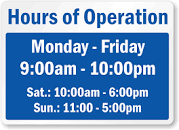 Hours of Operation
Monday - Friday
9:00am - 10:00pm
Sat.: 10:00am - 6:00pm
Sun.: 11:00 - 5:00pm